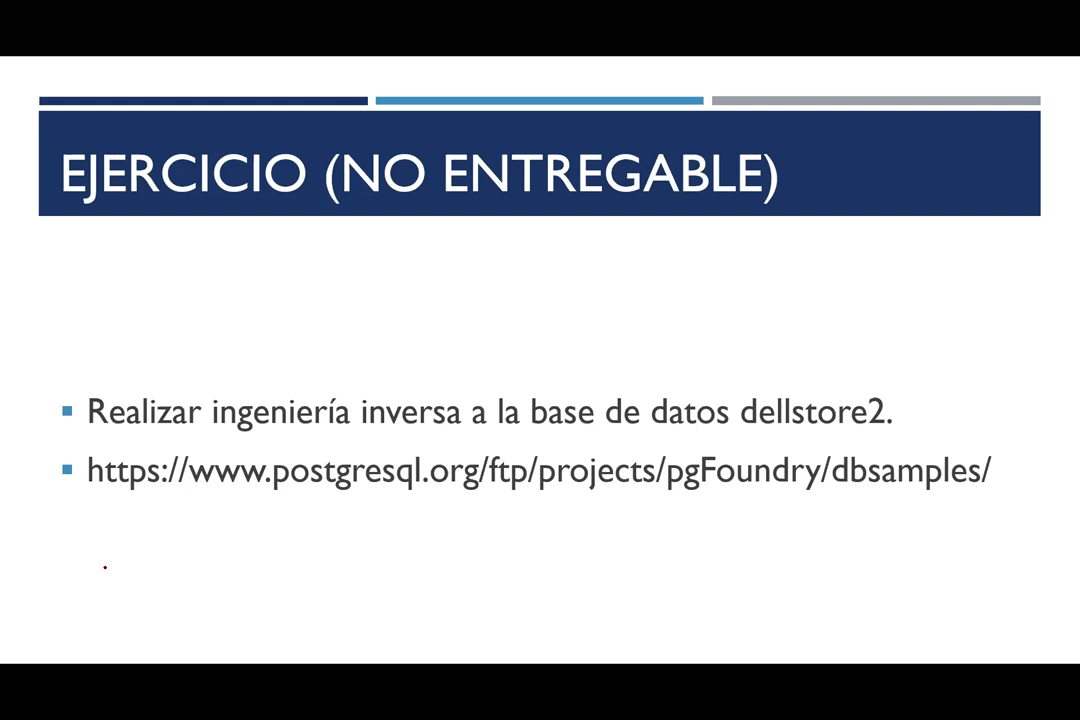 EJERCICIO (NO ENTREGABLE)
▪ Realizar ingeniería inversa a la base de datos dellstore2.
▪ https://www.postgresql.org/ftp/projects/pgFoundry/dbsamples/